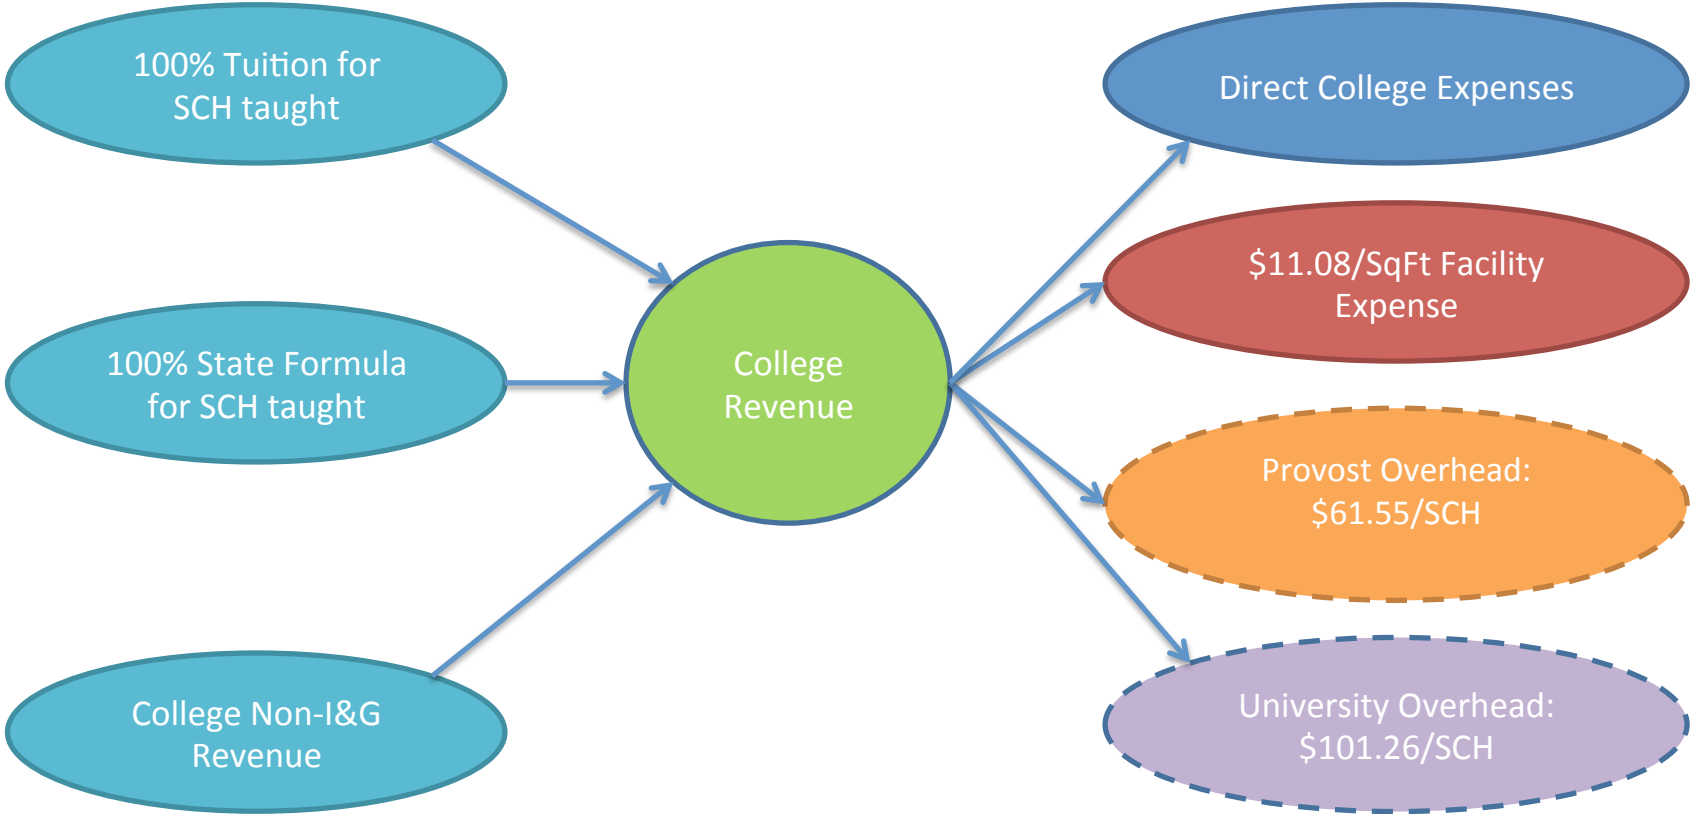 100% Tuition for
SCH taught
100% State Formula
for SCH taught
College Non-I&G
Revenue
College
Revenue
Direct College Expenses
$11.08/SqFt Facility
Expense
Provost Overhead:
$61.55/SCH
University Overhead:
$101.26/SCH